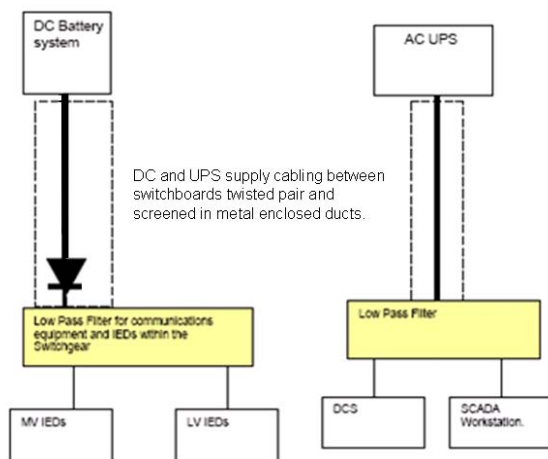 DC Battery
system
AC UPS
DC and UPS supply cabling between
switchboards twisted pair and
screened in metal enclosed ducts.
Low Pass Filter for communications
equipment and IEDs within the
Switchgear
Low Pass Filter
MV IEDs
LV IEDs
DCS
SCADA
Workstation.